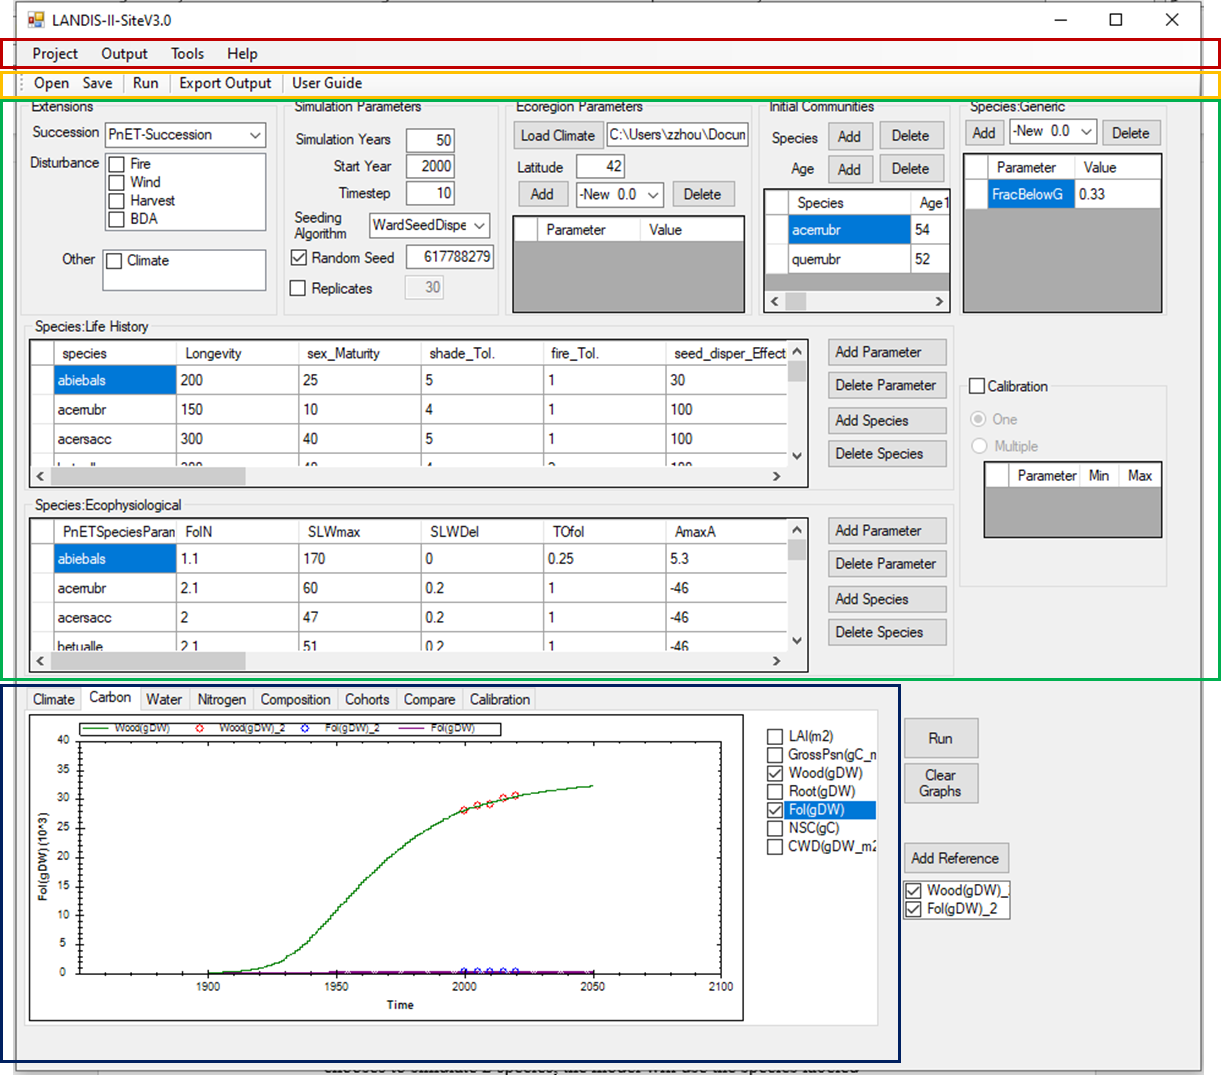 LANDIS-II-SiteV3.0
Project Output Tools Help
Open Save Run Export Output User Guide
Extensions
Succession PnET-Succession
Disturbance
Fire
Wind
Harvest
BDA
Other Climate
Simulation Parameters
Simulation Years 50
Start Year 2000
Timestep 10
Seeding
Algorithm WardSeedDispe
Random Seed 617788279
Replicates 30
Ecoregion Parameters
Load Climate C:\Users\zzhou\Docun
Latitude 42
Add -New 0.0 Delete
Parameter Value
Initial Communities
Species Add Delete
Age Add Delete
Species Age1
acerrubr 54
querrubr 52
Species:Generic
Add -New 0.0 Delete
Parameter Value
FracBelowG 0.33
Species:Life History
species Longevity sex_Maturity shade_Tol. fire_Tol. seed_disper_Effect
abiebals 200 25 5 1 30
acerrubr 150 10 4 1 100
acersacc 300 40 5 1 100
Add Parameter
Delete Parameter
Add Species
Delete Species
Calibration
One
Multiple
Parameter Min Max
Species:Ecophysiological
PnETSpeciesParan FolN SLWmax SLWDel TOfol AmaxA
abiebals 1.1 170 0 0.25 5.3
acerrubr 2.1 60 0.2 1 -46
acersacc 2 47 0.2 1 -46
betualle 2.1 51 0.2 1 -46
Add Parameter
Delete Parameter
Add Species
Delete Species
Climate Carbon Water Nitrogen Composition Cohorts Compare Calibration
Wood(gDW) Wood(gDW)_2 Fol(gDW)_2 Fol(gDW)
40
35
30
25
20
15
10
5
0
Fol(gDW) (10^3)
1900 1950 2000 2050 2100
Time
LAI(m2)
GrossPsn(gC_m
Wood(gDW)
Root(gDW)
Fol(gDW)
NSC(gC)
CWD(gDW_m2
Run
Clear
Graphs
Add Reference
Wood(gDW)_
Fol(gDW)_2